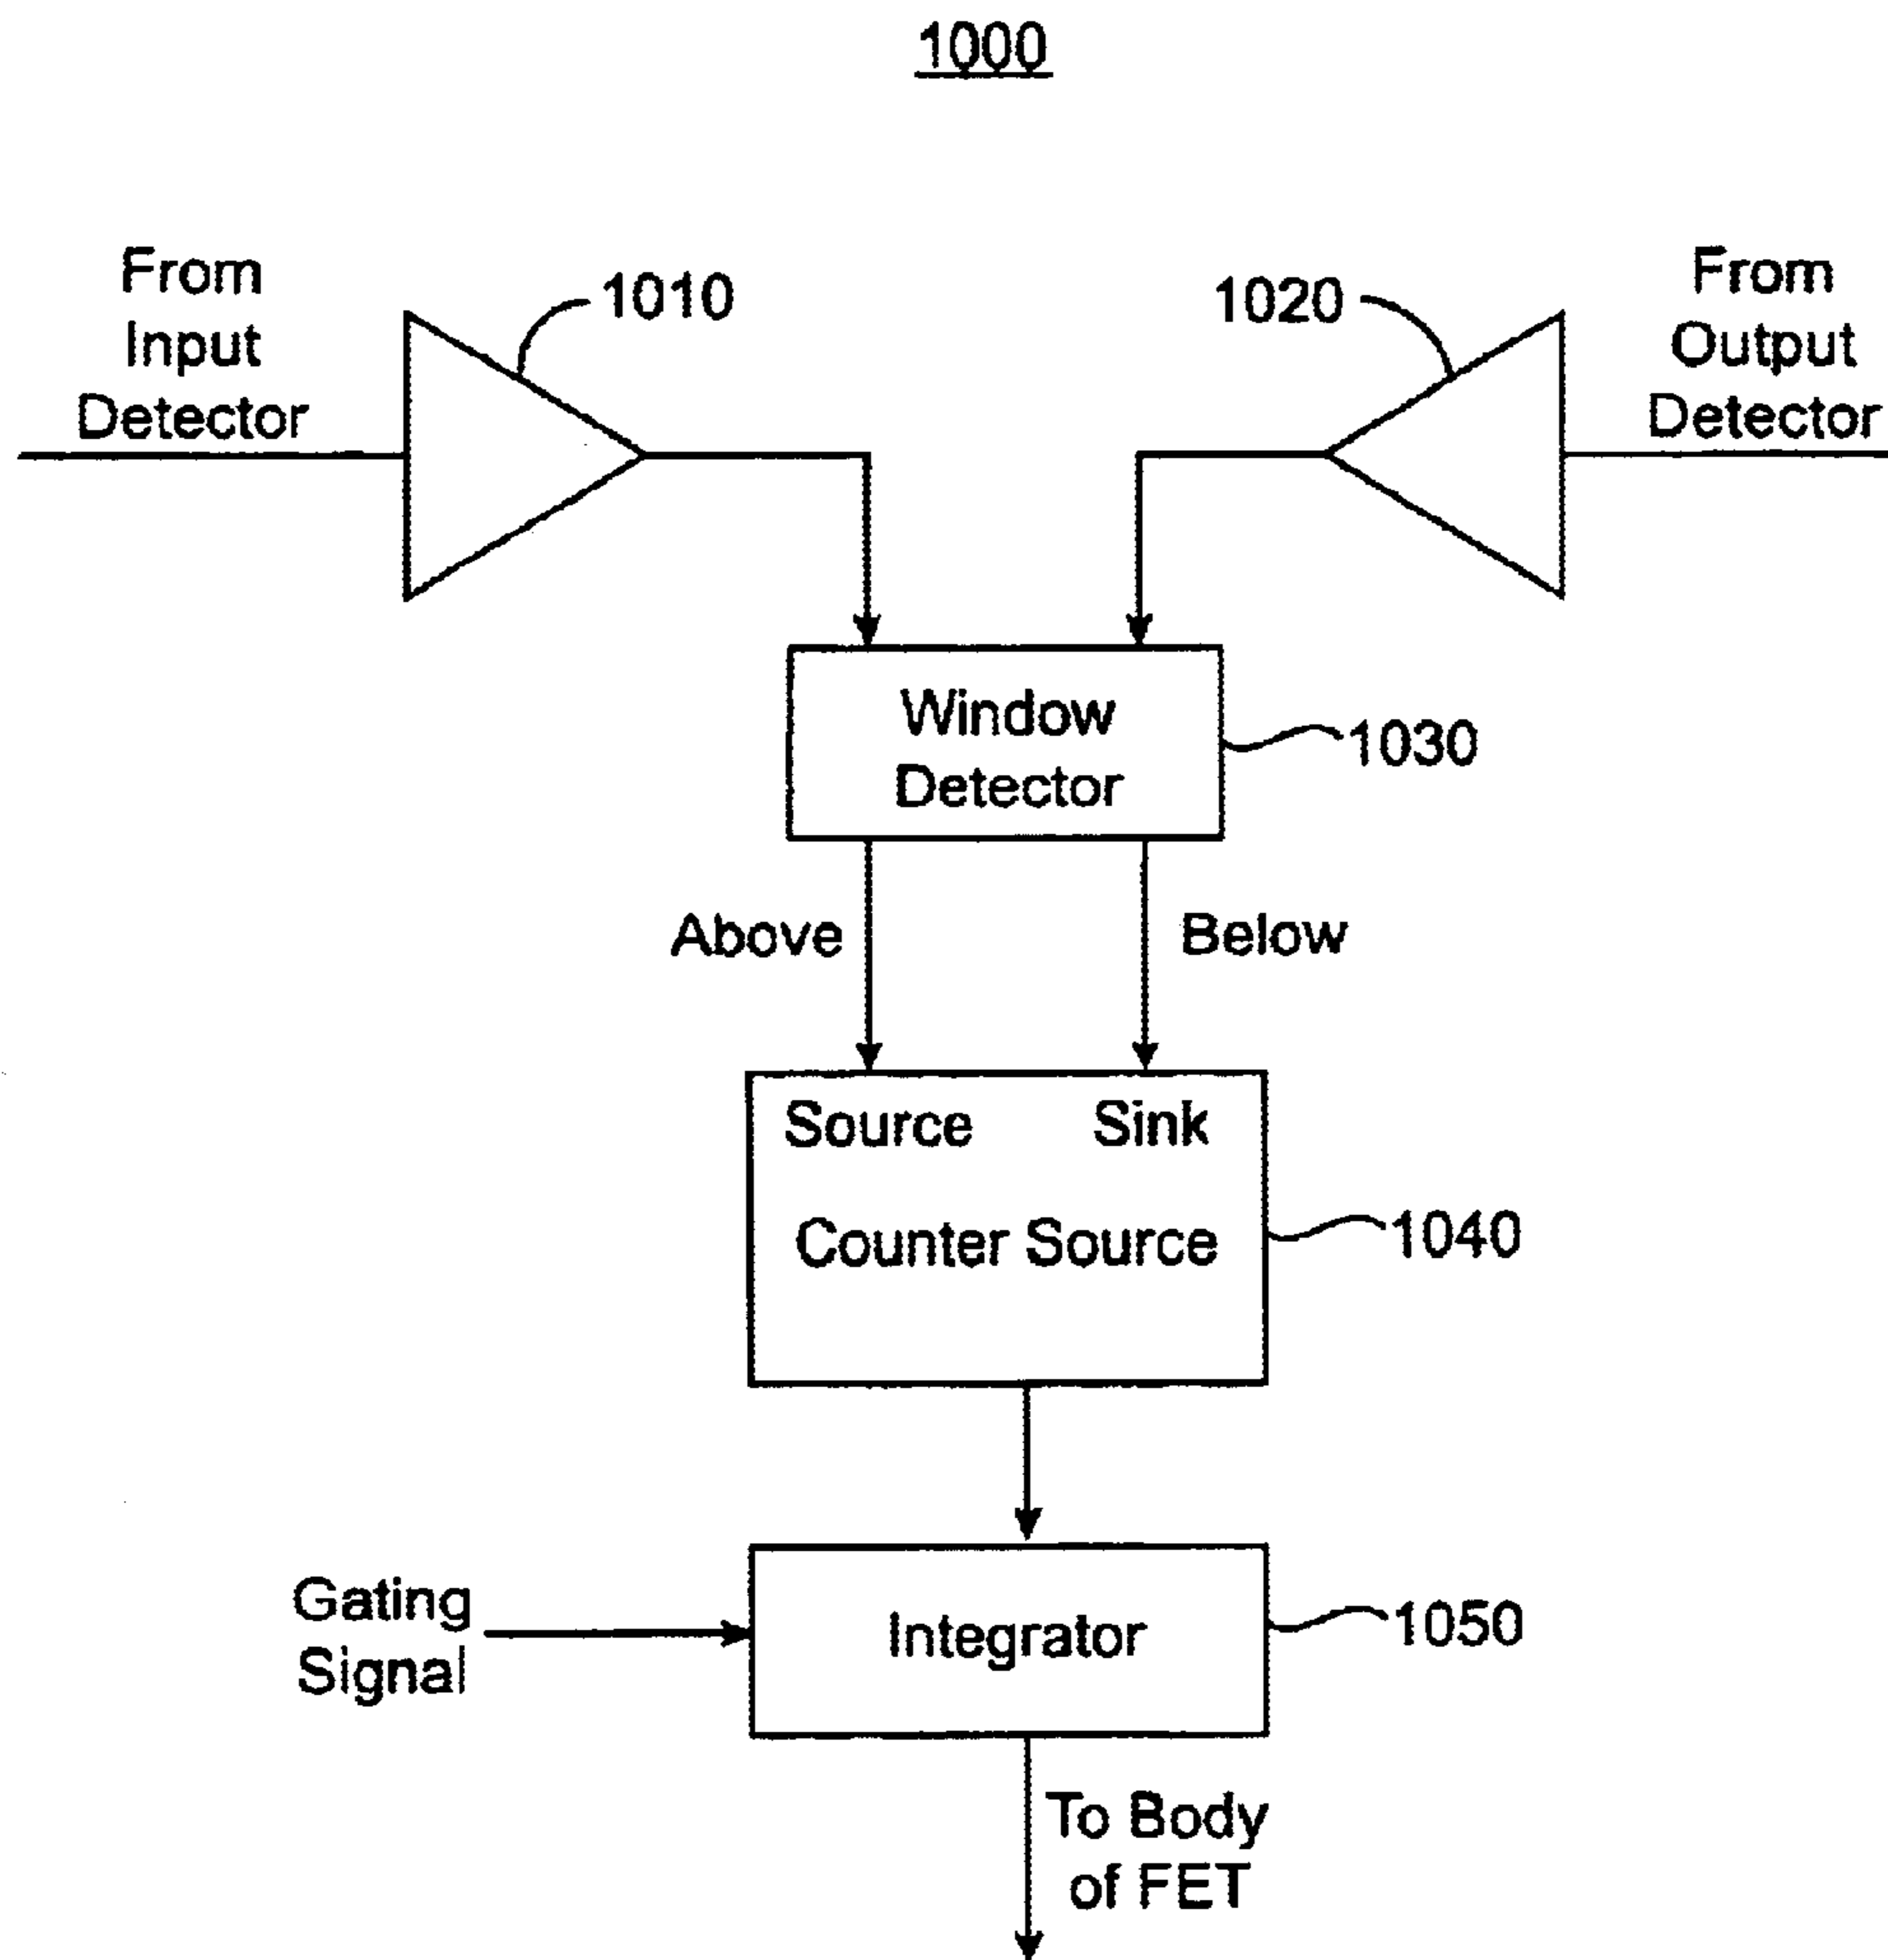 1000
From
Input
Detector
1010
1020
From
Output
Detector
Window
Detector
1030
Above
Below
Source Sink
Counter Source
1040
Gating
Signal
Integrator
1050
To Body
of FET